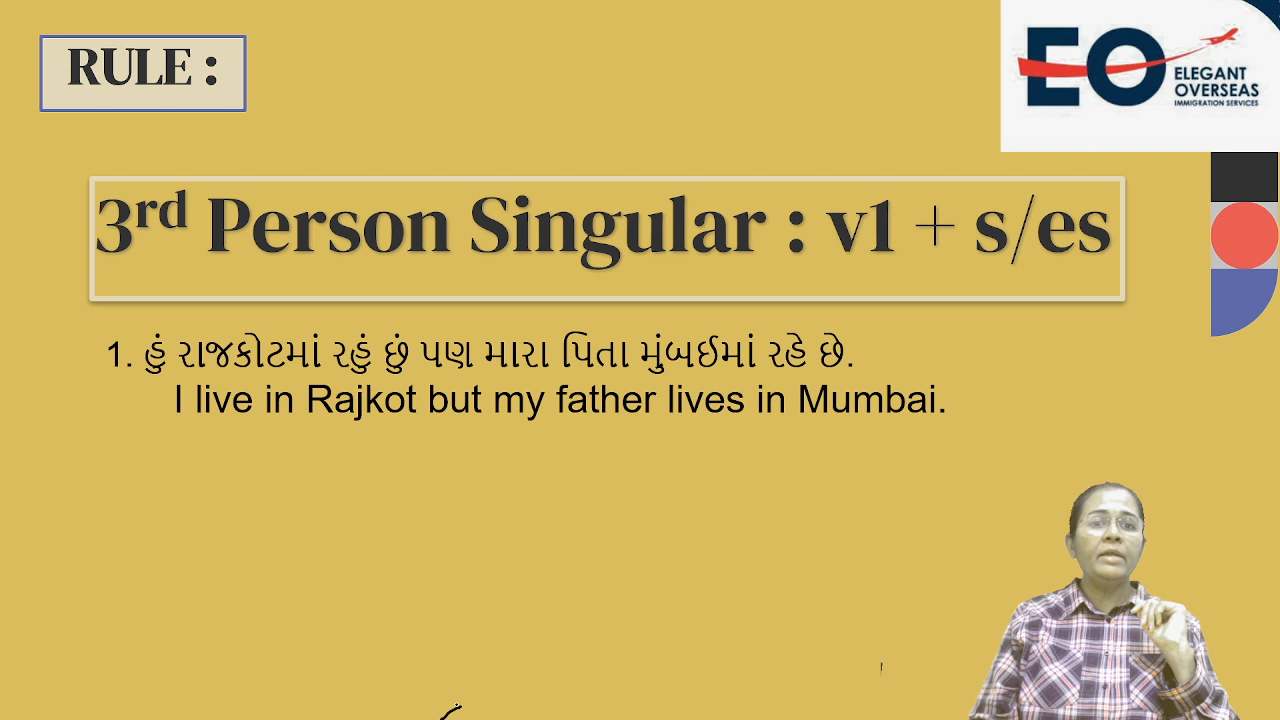 RULE :
EO ELEGANT
OVERSEAS
IMMIGRATION SERVICES
3rd Person Singular : v1 + s/es
1. હું રાજકોટમાં રહું છું પણ મારા પિતા મુંબઈમાં રહે છે.
I live in Rajkot but my father lives in Mumbai.